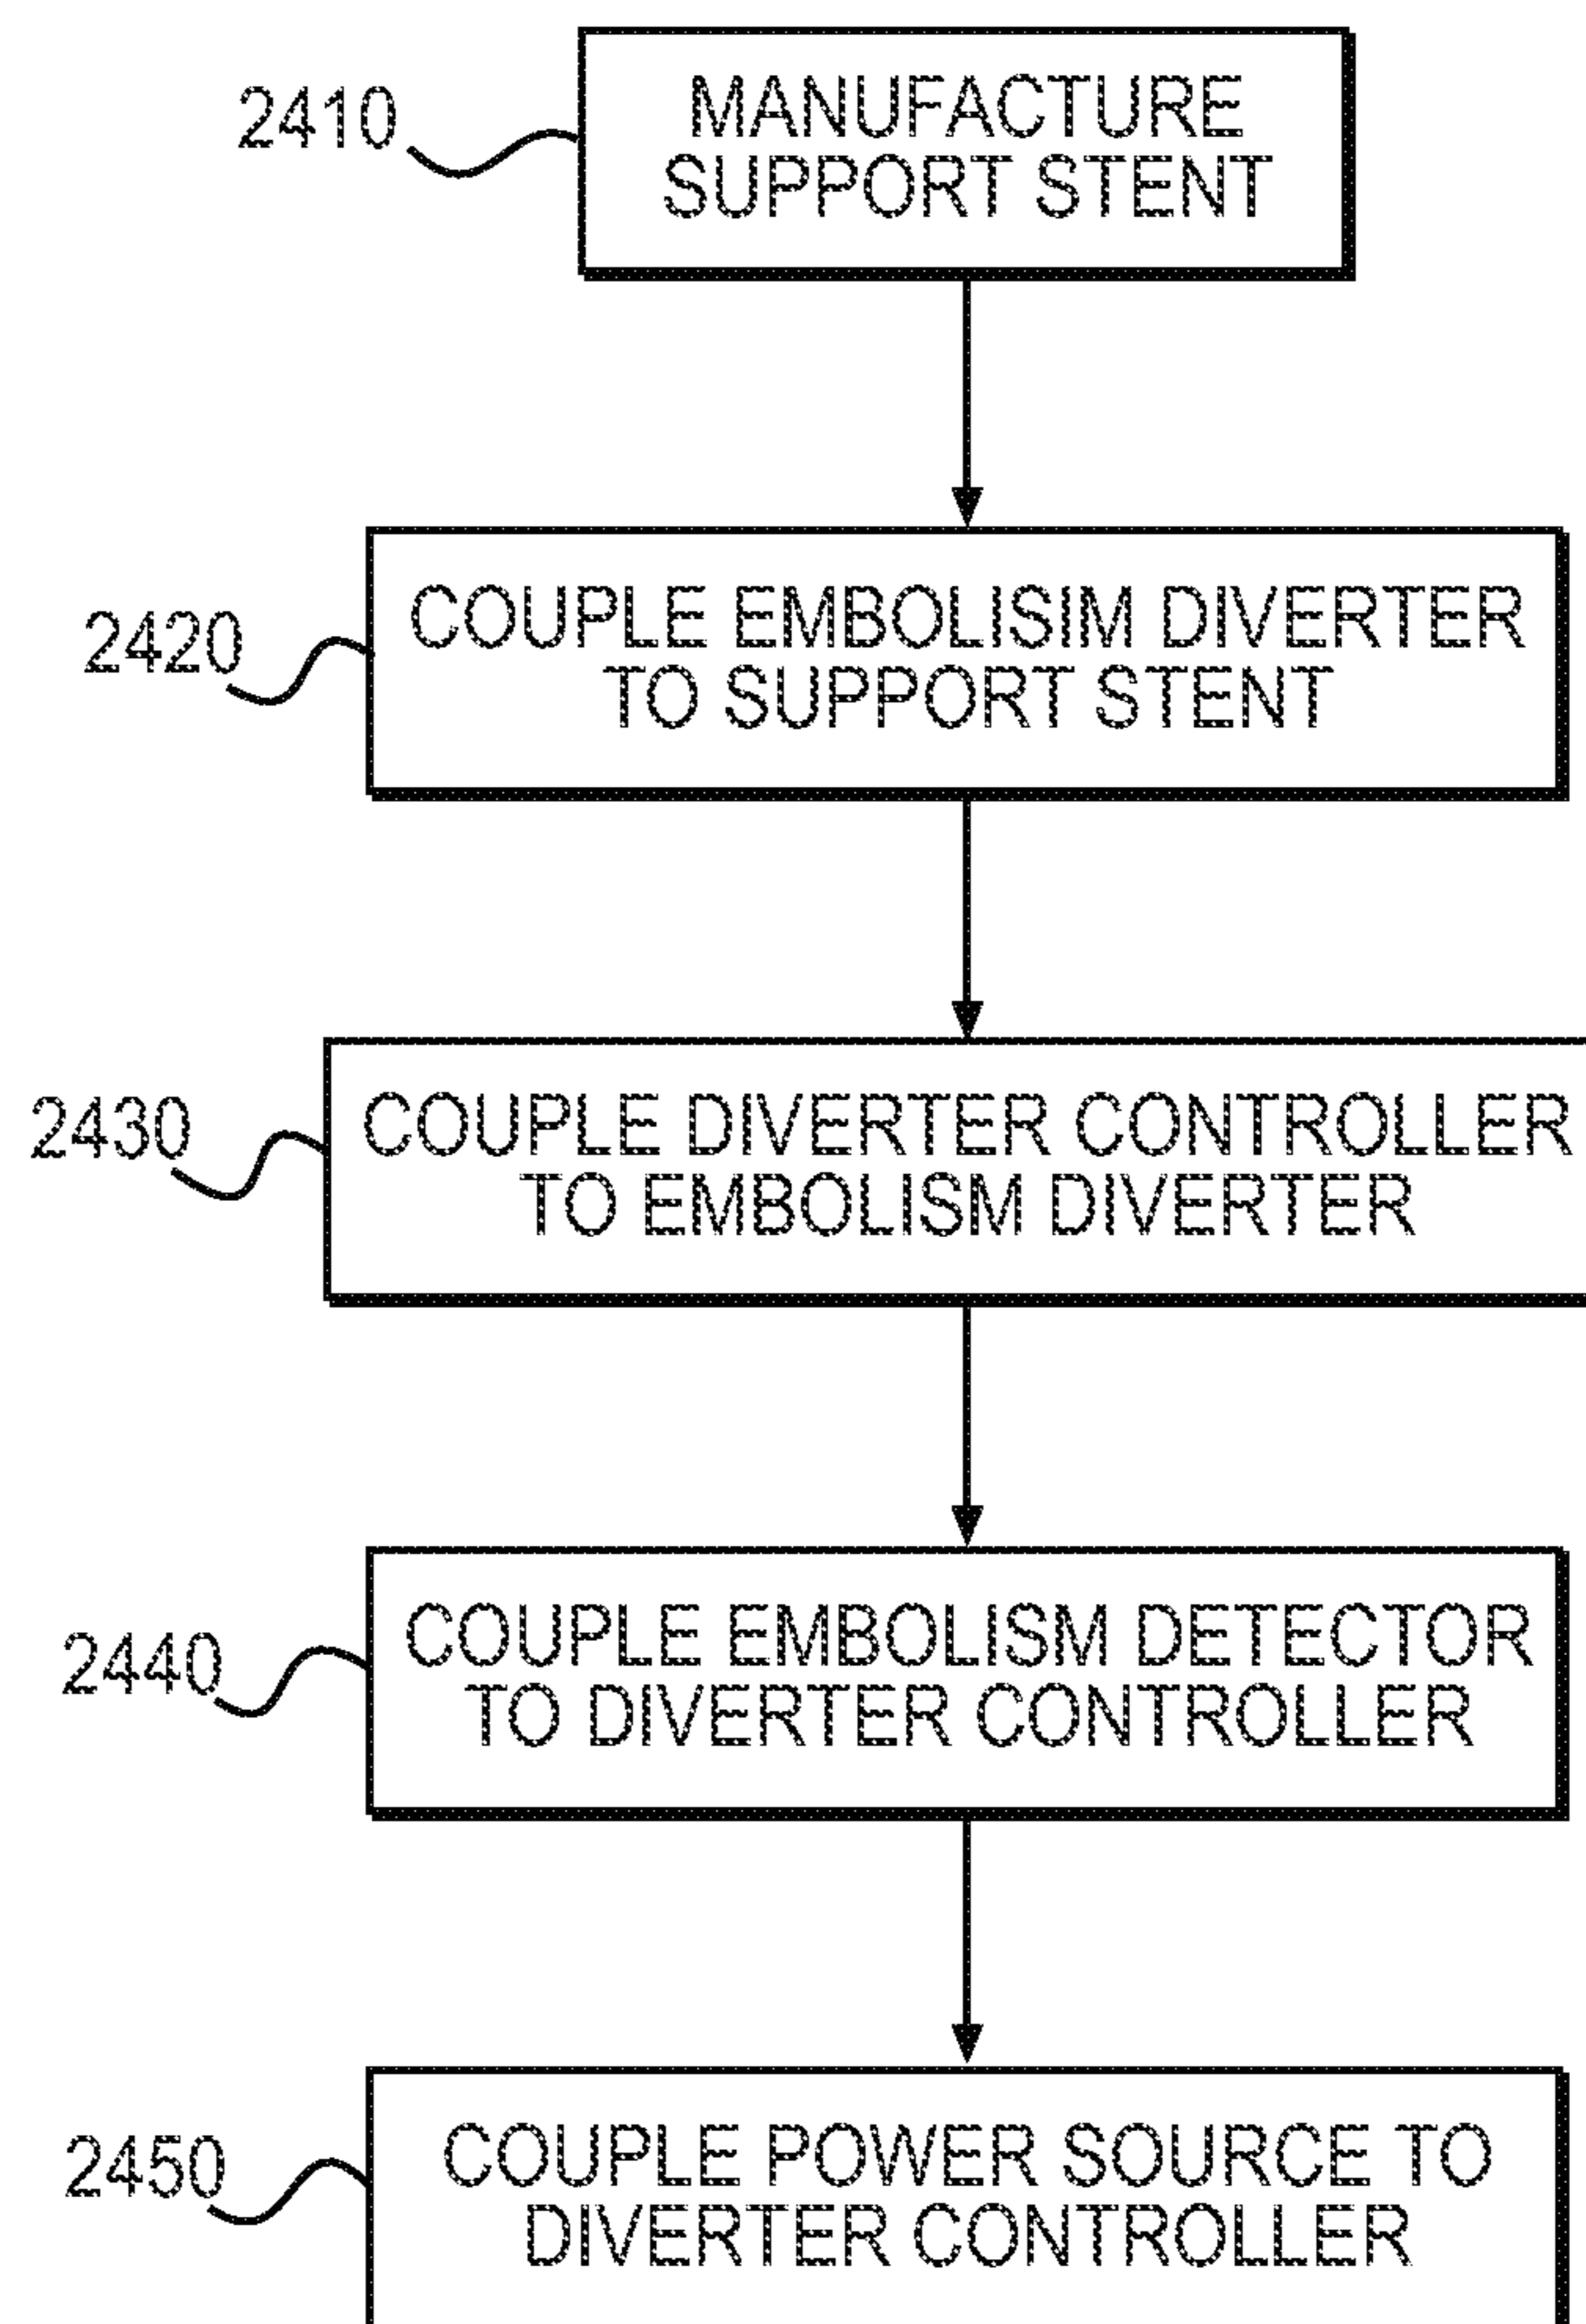 2410
MANUFACTURE
SUPPORT STENT
2420
COUPLE EMBOLISIM DIVERTER
TO SUPPORT STENT
2430
COUPLE DIVERTER CONTROLLER
TO EMBOLISM DIVERTER
2440
COUPLE EMBOLISM DETECTOR
TO DIVERTER CONTROLLER
2450
COUPLE POWER SOURCE TO
DIVERTER CONTROLLER